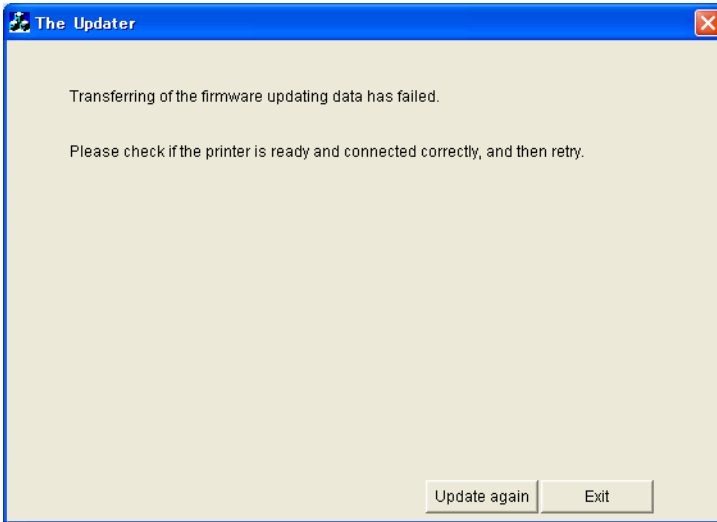 The Updater
Transferring of the firmware updating data has failed.
Please check if the printer is ready and connected correctly, and then retry.
Update again
Exit